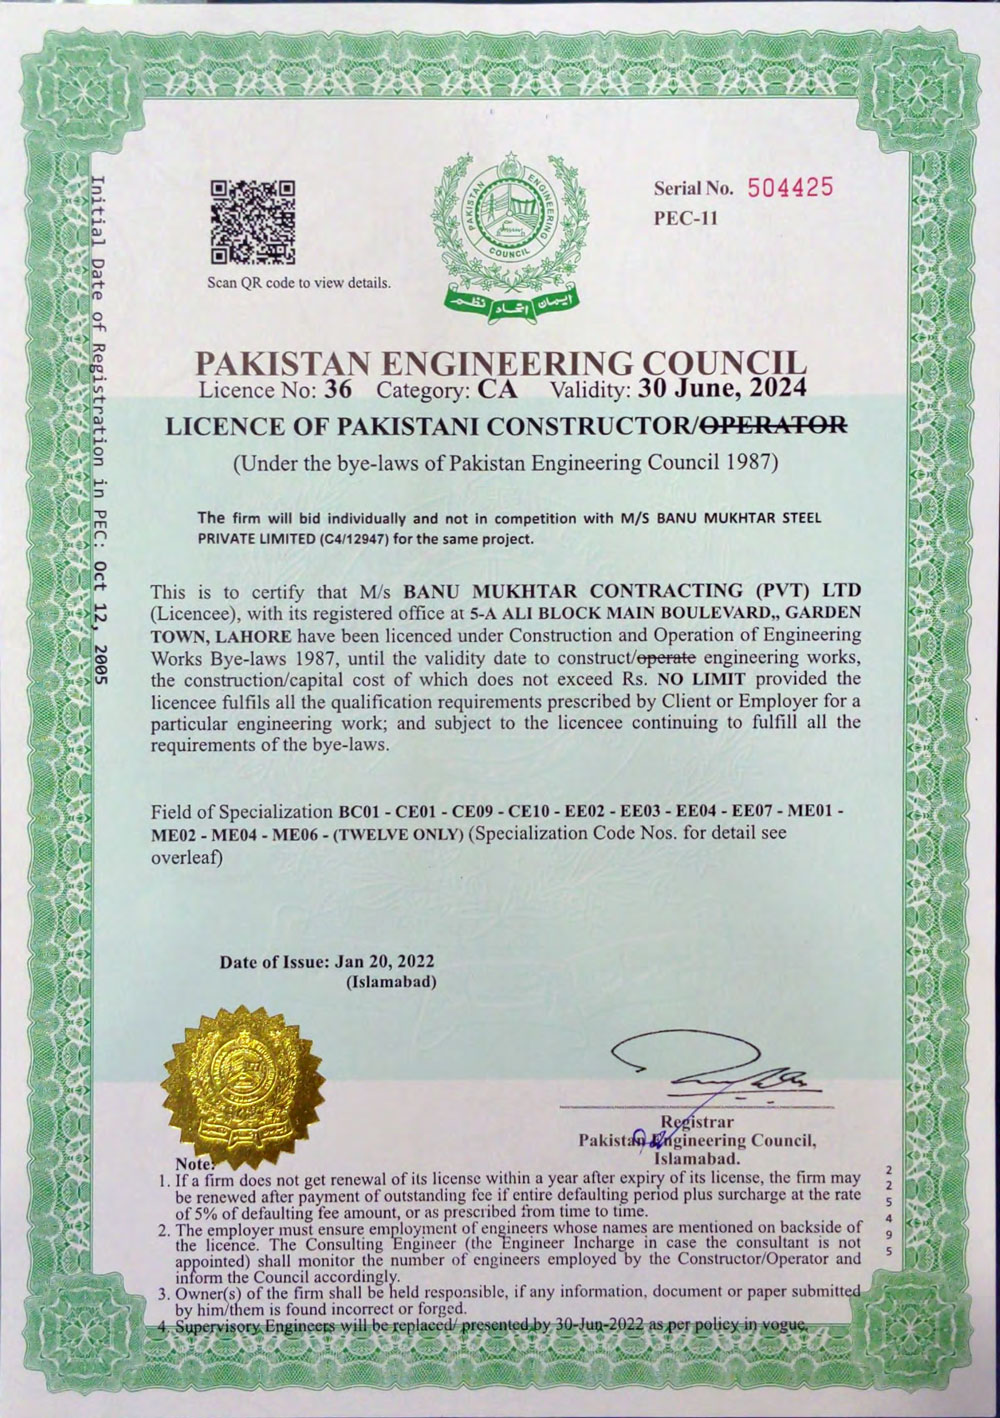 Scan QR code to view details.
PAKISTAN ENGINEERING COUNCIL
ایمان اتحاد نظم
Serial No. 504425
PEC-11
Initial Date of Registration in PEC: Oct 12, 2005
PAKISTAN ENGINEERING COUNCIL
Licence No: 36 Category: CA Validity: 30 June, 2024
LICENCE OF PAKISTANI CONSTRUCTOR/OPERATOR
(Under the bye-laws of Pakistan Engineering Council 1987)
The firm will bid individually and not in competition with M/S BANU MUKHTAR STEEL
PRIVATE LIMITED (C4/12947) for the same project.
This is to certify that M/s BANU MUKHTAR CONTRACTING (PVT) LTD
(Licencee), with its registered office at 5-A ALI BLOCK MAIN BOULEVARD,, GARDEN
TOWN, LAHORE have been licenced under Construction and Operation of Engineering
Works Bye-laws 1987, until the validity date to construct/operate engineering works,
the construction/capital cost of which does not exceed Rs. NO LIMIT provided the
licencee fulfils all the qualification requirements prescribed by Client or Employer for a
particular engineering work; and subject to the licencee continuing to fulfill all the
requirements of the bye-laws.
Field of Specialization BC01 - CE01 - CE09 - CE10 - EE02 - EE03 - EE04 - EE07 - ME01 -
ME02 - ME04 - ME06 - (TWELVE ONLY) (Specialization Code Nos. for detail see
overleaf)
Date of Issue: Jan 20, 2022
(Islamabad)
Registrar
Pakistan Engineering Council,
Islamabad.
Note:
1. If a firm does not get renewal of its license within a year after expiry of its license, the firm may
be renewed after payment of outstanding fee if entire defaulting period plus surcharge at the rate
of 5% of defaulting fee amount, or as prescribed from time to time.
2. The employer must ensure employment of engineers whose names are mentioned on backside of
the licence. The Consulting Engineer (the Engineer Incharge in case the consultant is not
appointed) shall monitor the number of engineers employed by the Constructor/Operator and
inform the Council accordingly.
3. Owner(s) of the firm shall be held responsible, if any information, document or paper submitted
by him/them is found incorrect or forged.
4. Supervisory Engineers will be replaced/ presented by 30-Jun-2022 as per policy in vogue.
225495